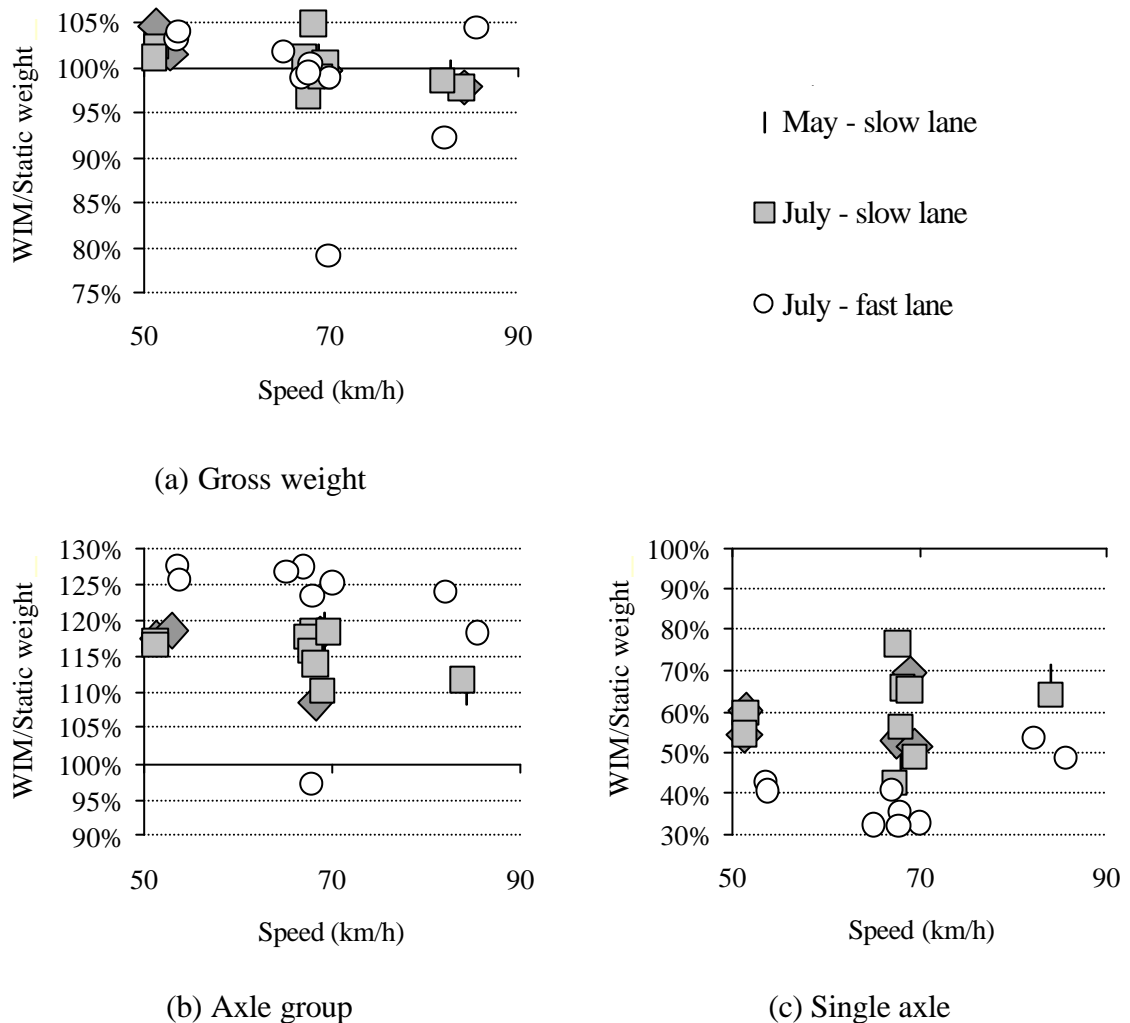 WIM/Static weight
105%
100%
95%
90%
85%
80%
75%
50 70 90
Speed (km/h)
(a) Gross weight
May - slow lane
July - slow lane
July - fast lane
WIM/Static weight
130%
125%
120%
115%
110%
105%
100%
95%
90%
50 70 90
Speed (km/h)
(b) Axle group
WIM/Static weight
100%
90%
80%
70%
60%
50%
40%
30%
50 70 90
Speed (km/h)
(c) Single axle